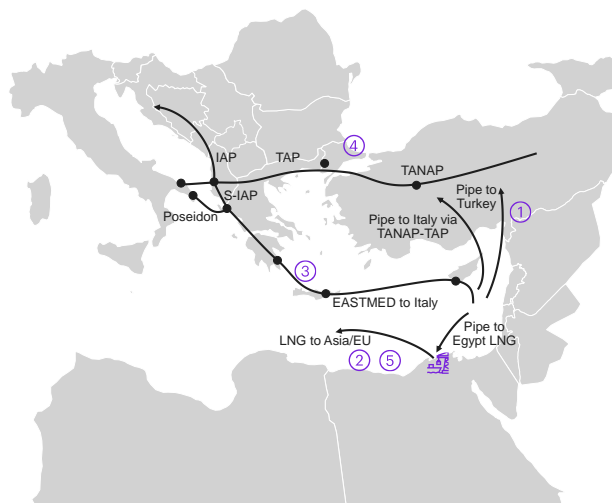 4
IAP
TAP
TANAP
S-IAP
Pipe to
Turkey
Poseidon
1
Pipe to Italy via
TANAP-TAP
3
EASTMED to Italy
Pipe to
Egypt LNG
LNG to Asia/EU
2
5